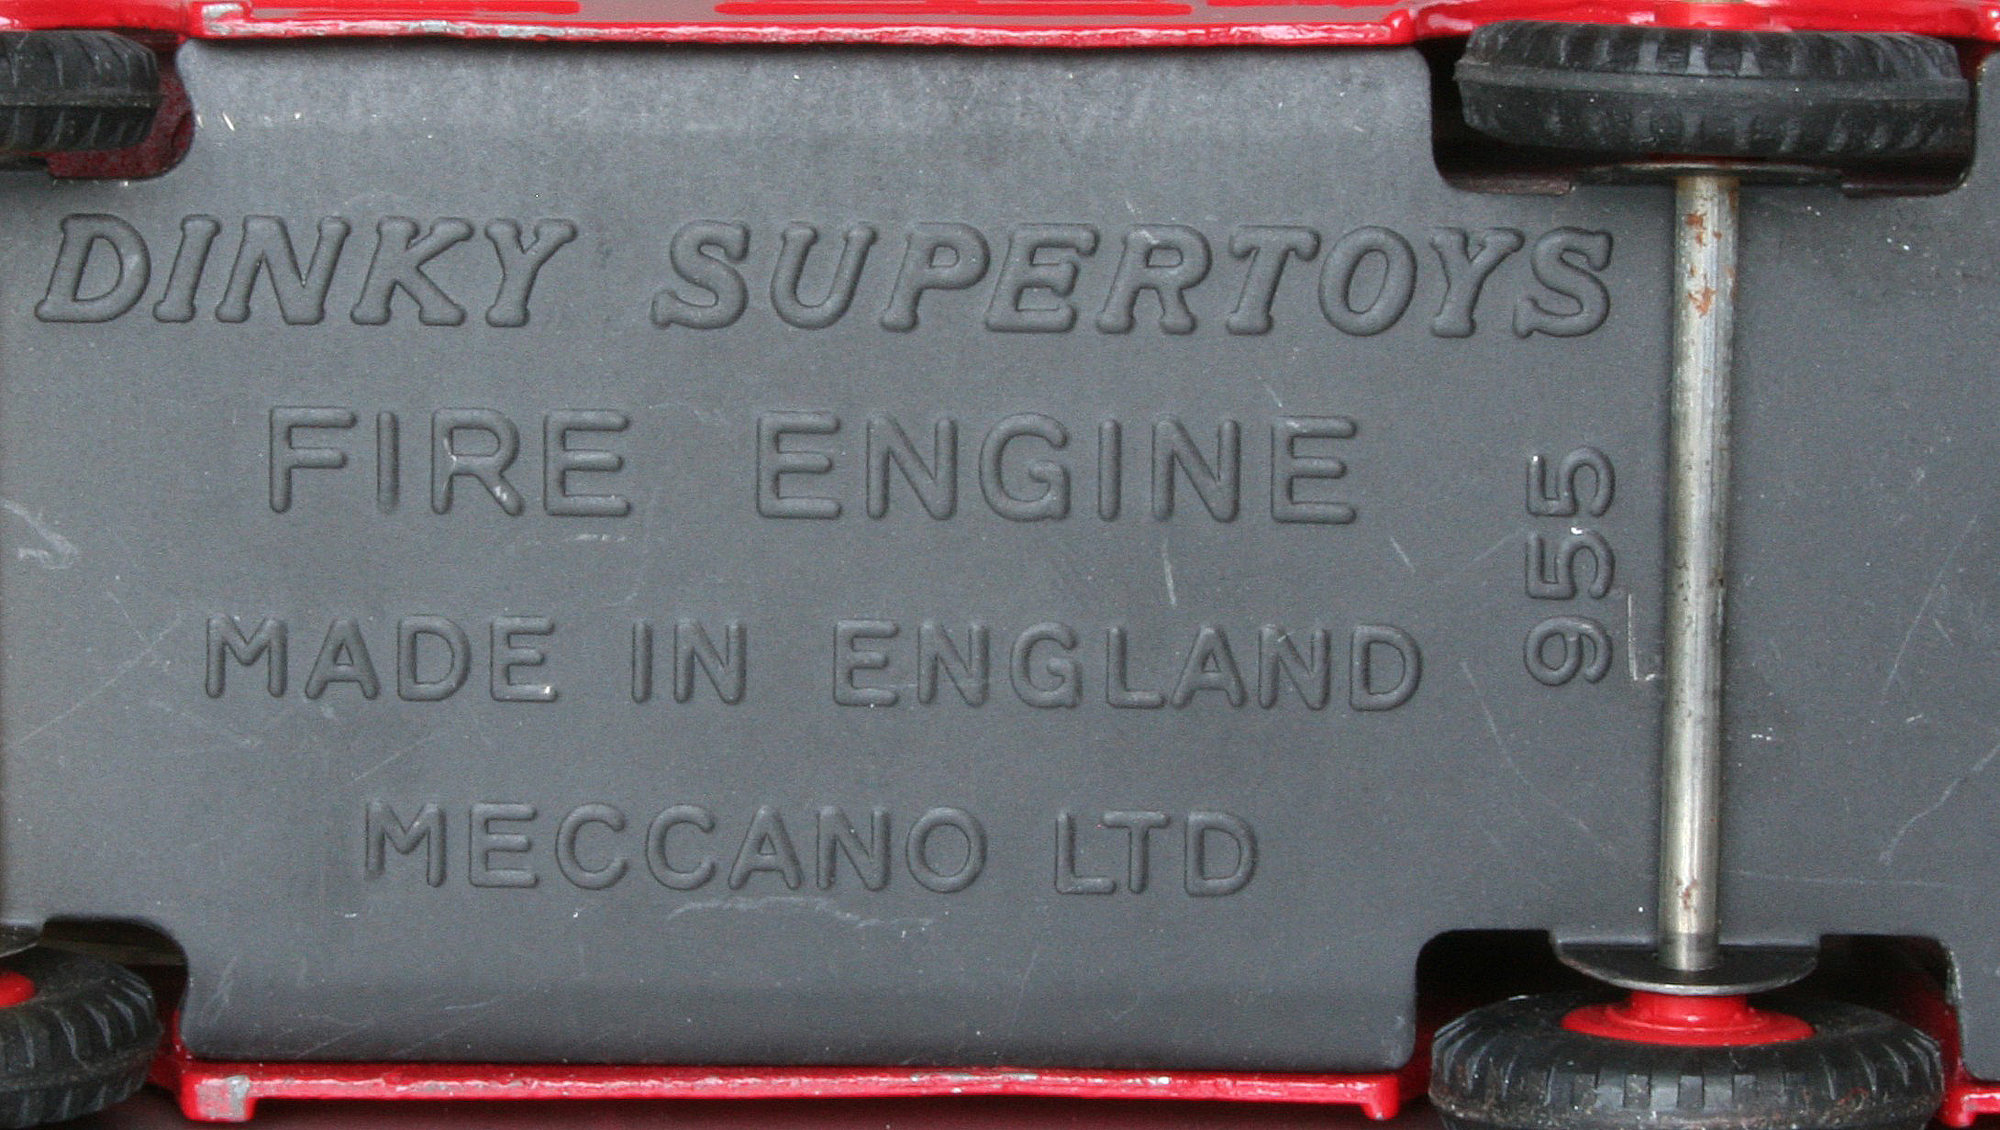 DINKY SUPERTOYS
FIRE ENGINE
955
MADE IN ENGLAND
MECCANO LTD